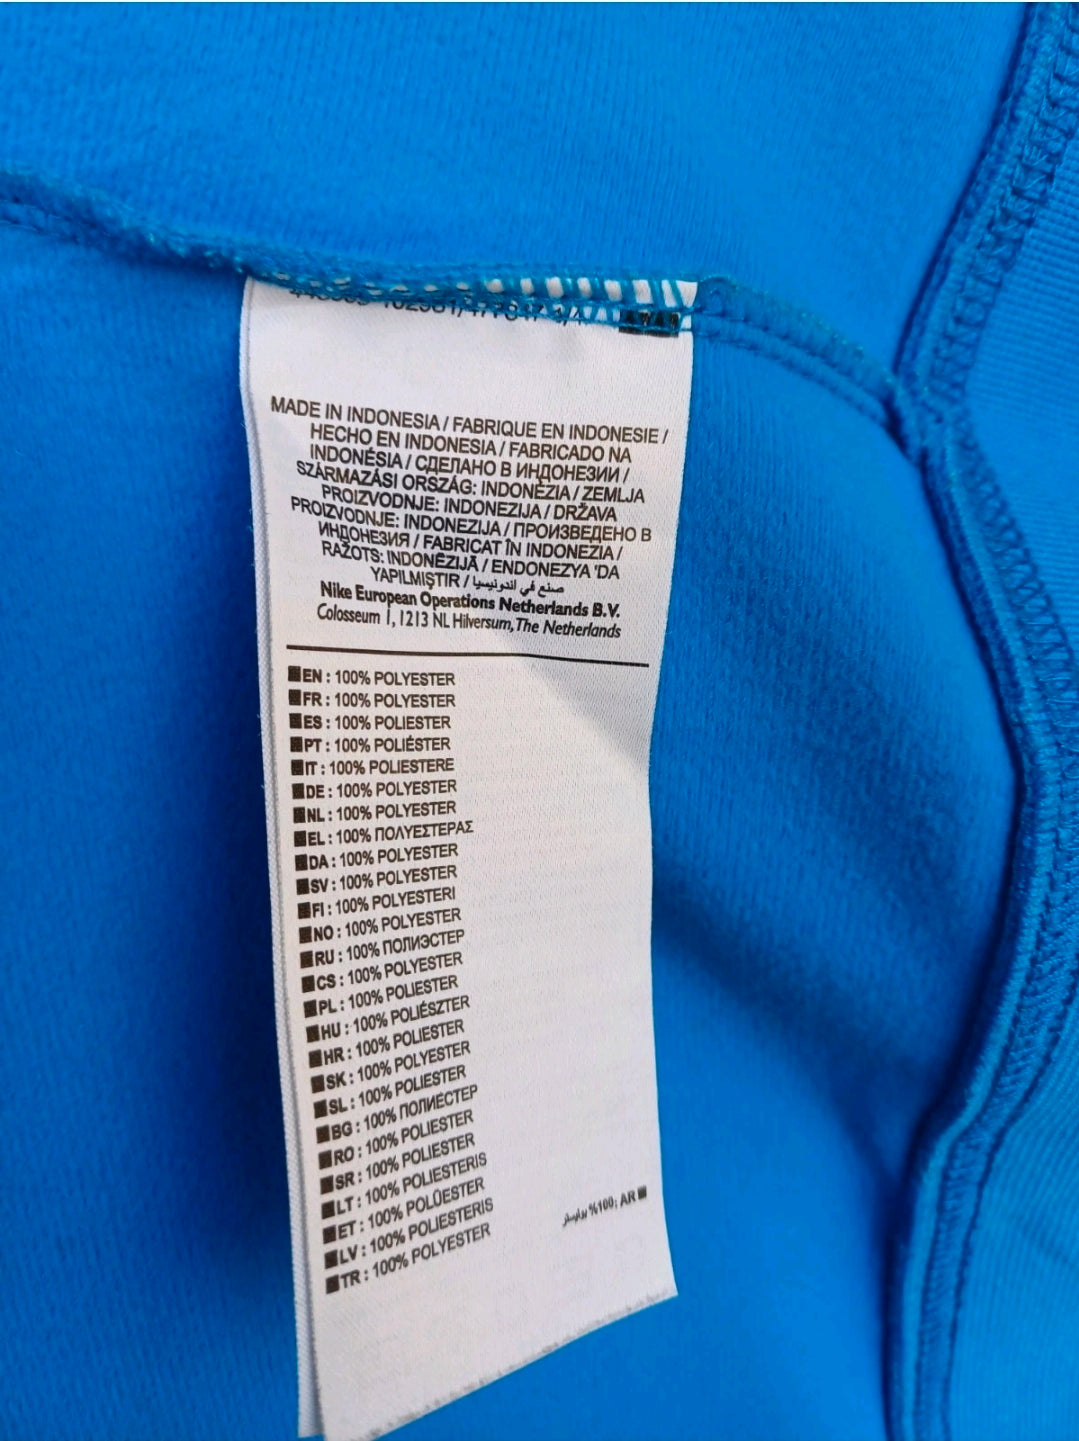 MADE IN INDONESIA / FABRIQUE EN INDONESIE /
HECHO EN INDONESIA / FABRICADO NA
INDONÉSIA / СДЕЛАНО В ИНДОНЕЗИИ /
SZÁRMAZÁSI ORSZÁG: INDONÉZIA / ZEMLJA
PROIZVODNJE: INDONEZIJA / DRŽAVA
PROIZVODNJE: INDONEZIJA / ПРОИЗВЕДЕНО В
ИНДОНЕЗИЯ / FABRICAT ÎN INDONEZIA /
RAŽOTS: INDONĒZIJĀ / ENDONEZYA 'DA
YAPILMIŞTIR / صنع في اندونيسيا
Nike European Operations Netherlands B.V.
Colosseum 1, 1213 NL Hilversum, The Netherlands
EN : 100% POLYESTER
FR : 100% POLYESTER
ES : 100% POLIESTER
PT : 100% POLIÉSTER
IT : 100% POLIESTERE
DE : 100% POLYESTER
NL : 100% POLYESTER
EL : 100% ΠΟΛΥΕΣΤΕΡΑΣ
DA : 100% POLYESTER
SV : 100% POLYESTER
FI : 100% POLYESTERI
NO : 100% POLYESTER
RU : 100% ПОЛИЭСТЕР
CS : 100% POLYESTER
PL : 100% POLIESTER
HU : 100% POLIÉSZTER
HR : 100% POLIESTER
SK : 100% POLYESTER
SL : 100% POLIESTER
BG : 100% ПОЛИЕСТЕР
RO : 100% POLIESTER
SR : 100% POLIESTER
LT : 100% POLIESTERIS
ET : 100% POLÜESTER
LV : 100% POLIESTERIS
TR : 100% POLYESTER
AR :100% بوليستر